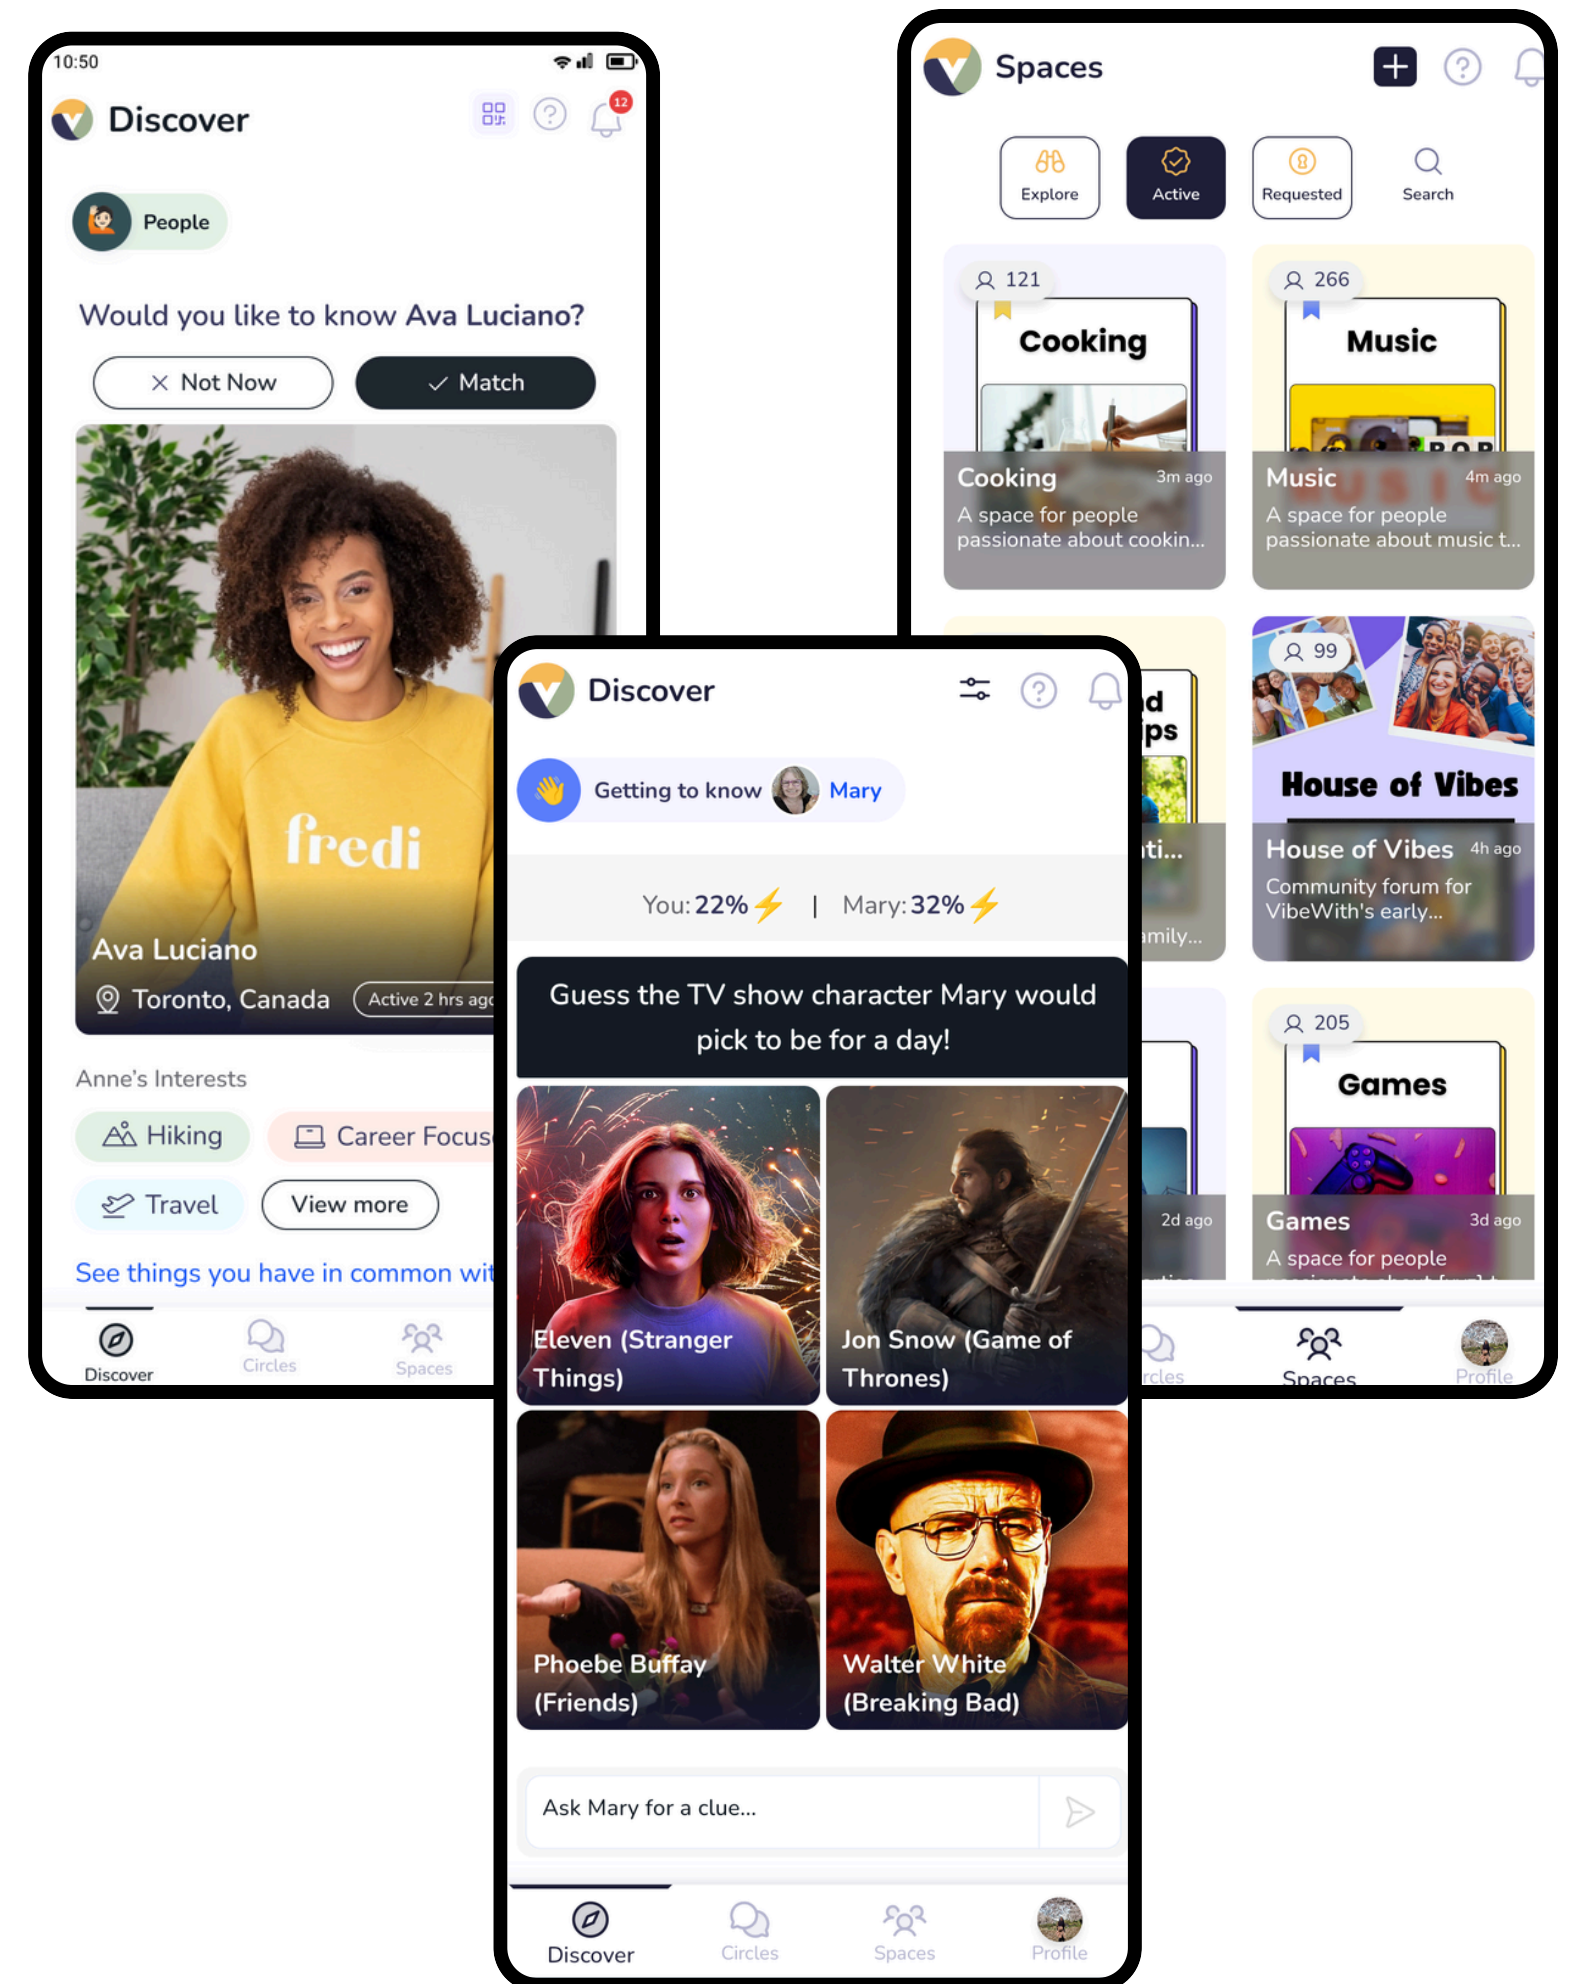 10:50
Discover
12
People
Would you like to know Ava Luciano?
Not Now
Match
fredi
Ava Luciano
Toronto, Canada
Active 2 hrs ago
Anne's Interests
Hiking
Career Focus
Travel
View more
See things you have in common wit
Discover
Circles
Spaces
Spaces
Explore
Active
Requested
Search
121
Cooking
Cooking
3m ago
A space for people
passionate about cookin...
266
Music
POP
MUSIC
Music
4m ago
A space for people
passionate about music t...
nd
ips
ti...
amily...
99
House of Vibes
House of Vibes
4h ago
Community forum for
VibeWith's early...
2d ago
205
Games
Games
3d ago
A space for people
rcles
Spaces
Profile
Discover
Getting to know
Mary
You: 22% | Mary: 32%
Guess the TV show character Mary would
pick to be for a day!
Eleven (Stranger
Things)
Jon Snow (Game of
Thrones)
Phoebe Buffay
(Friends)
Walter White
(Breaking Bad)
Ask Mary for a clue...
Discover
Circles
Spaces
Profile